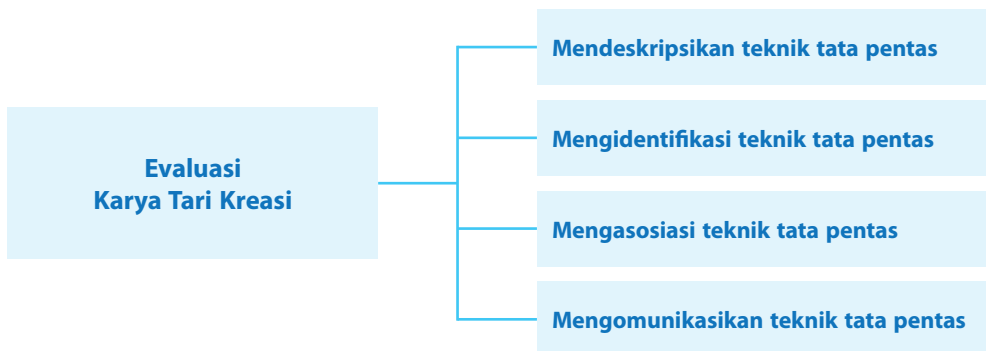 Evaluasi
Karya Tari Kreasi
Mendeskripsikan teknik tata pentas
Mengidentifikasi teknik tata pentas
Mengasosiasi teknik tata pentas
Mengomunikasikan teknik tata pentas